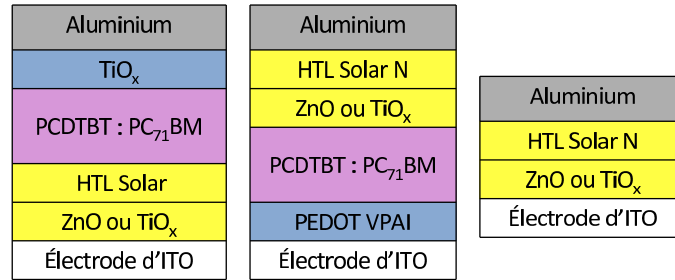 Aluminium
TiOₓ
PCDTBT : PC₇₁BM
HTL Solar
ZnO ou TiOₓ
Électrode d'ITO
Aluminium
HTL Solar N
ZnO ou TiOₓ
PCDTBT : PC₇₁BM
PEDOT VPAI
Électrode d'ITO
Aluminium
HTL Solar N
ZnO ou TiOₓ
Électrode d'ITO